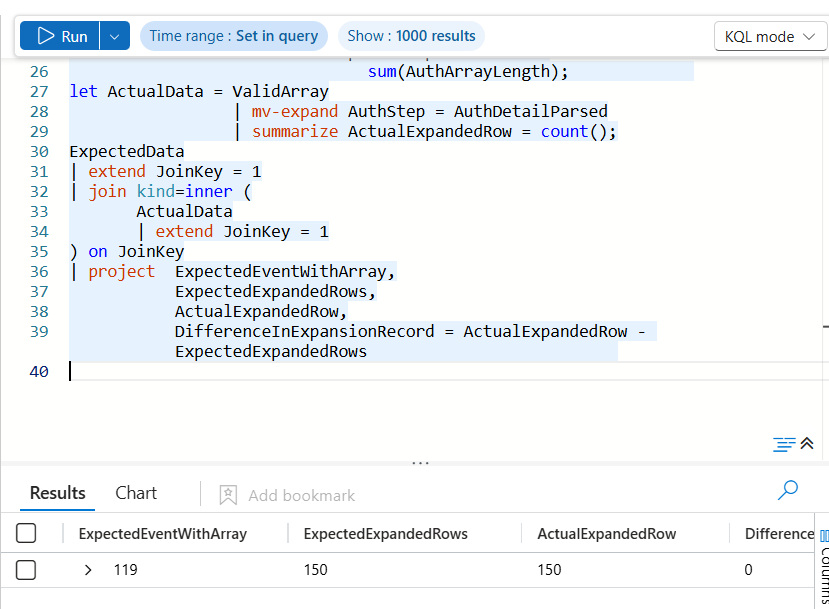 Run
Time range : Set in query
Show : 1000 results
KQL mode
26 sum(AuthArrayLength);
27 let ActualData = ValidArray
28 | mv-expand AuthStep = AuthDetailParsed
29 | summarize ActualExpandedRow = count();
30 ExpectedData
31 | extend JoinKey = 1
32 | join kind=inner (
33 ActualData
34 | extend JoinKey = 1
35 ) on JoinKey
36 | project ExpectedEventWithArray,
37 ExpectedExpandedRows,
38 ActualExpandedRow,
39 DifferenceInExpansionRecord = ActualExpandedRow -
ExpectedExpandedRows
40
Results Chart Add bookmark
ExpectedEventWithArray ExpectedExpandedRows ActualExpandedRow Difference
119 150 150 0
Columns